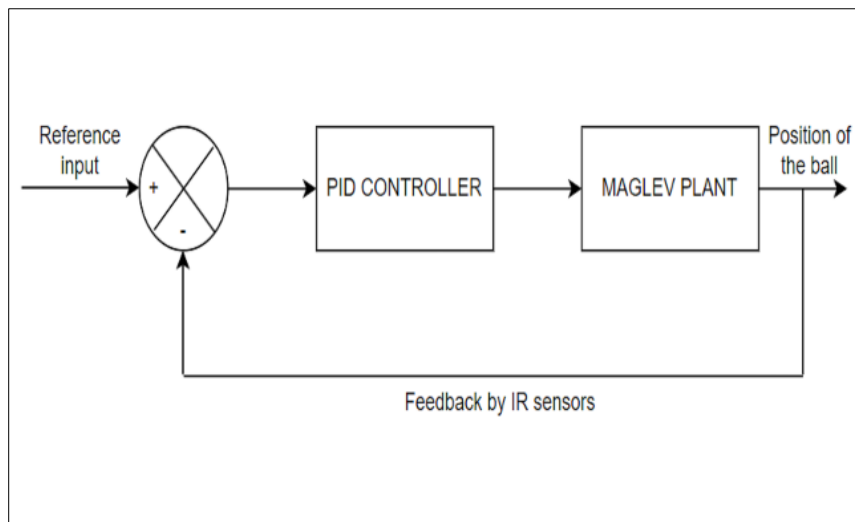 Reference
input
+
-
PID CONTROLLER
MAGLEV PLANT
Position of
the ball
Feedback by IR sensors